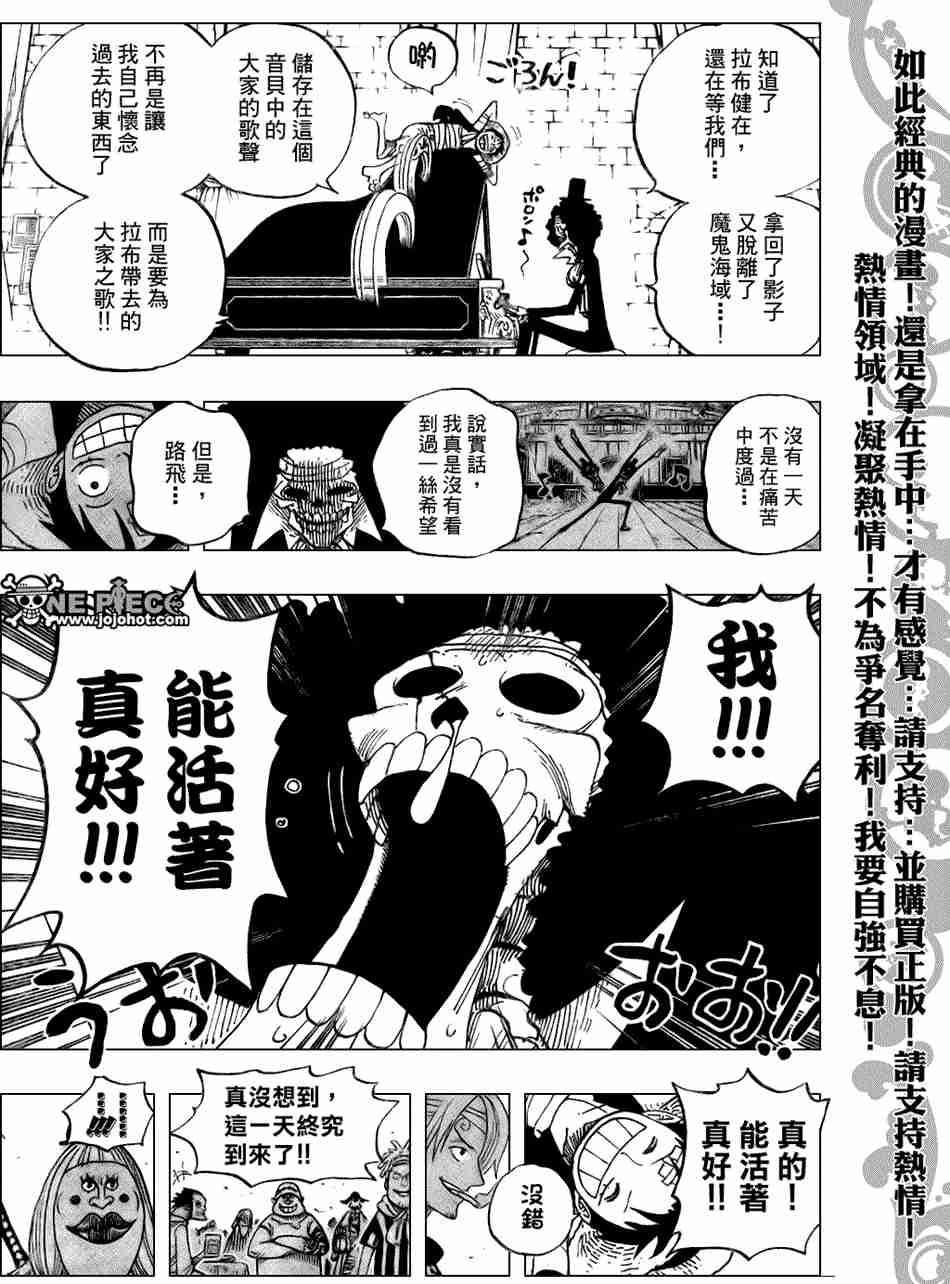 知道了
拉布健在，
還在等我們…
拿回了影子
又脫離了
魔鬼海域…!
喲
ごろん!
ポロン♪
儲存在這個
音貝中的
大家的歌聲
不再是讓
我自己懷念
過去的東西了
而是要為
拉布帶去的
大家之歌!!
沒有一天
不是在痛苦
中度過…
說實話，
我真是沒有看
到過一絲希望
但是，
路飛…
ONE PIECE
www.jojohot.com
我!!!
能活著
真好!!!
うおおおお!!
真的！
能活著
真好!!
沒錯
真沒想到，
這一天終究
到來了!!
!!!
如此經典的漫畫！還是拿在手中…才有感覺…請支持…並購買正版！請支持熱情！
熱情領域！凝聚熱情！不為爭名奪利！我要自強不息！